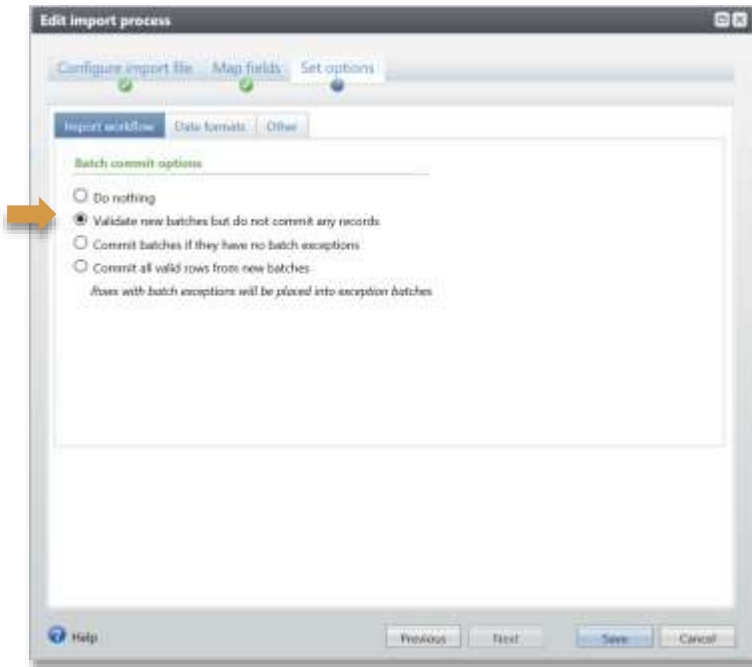 Edit import process
Configure import file Map fields Set options
Import workflow Date formats Other
Batch commit options
Do nothing
Validate new batches but do not commit any records
Commit batches if they have no batch exceptions
Commit all valid rows from new batches
Rows with batch exceptions will be placed into exception batches
Help Previous Next Save Cancel